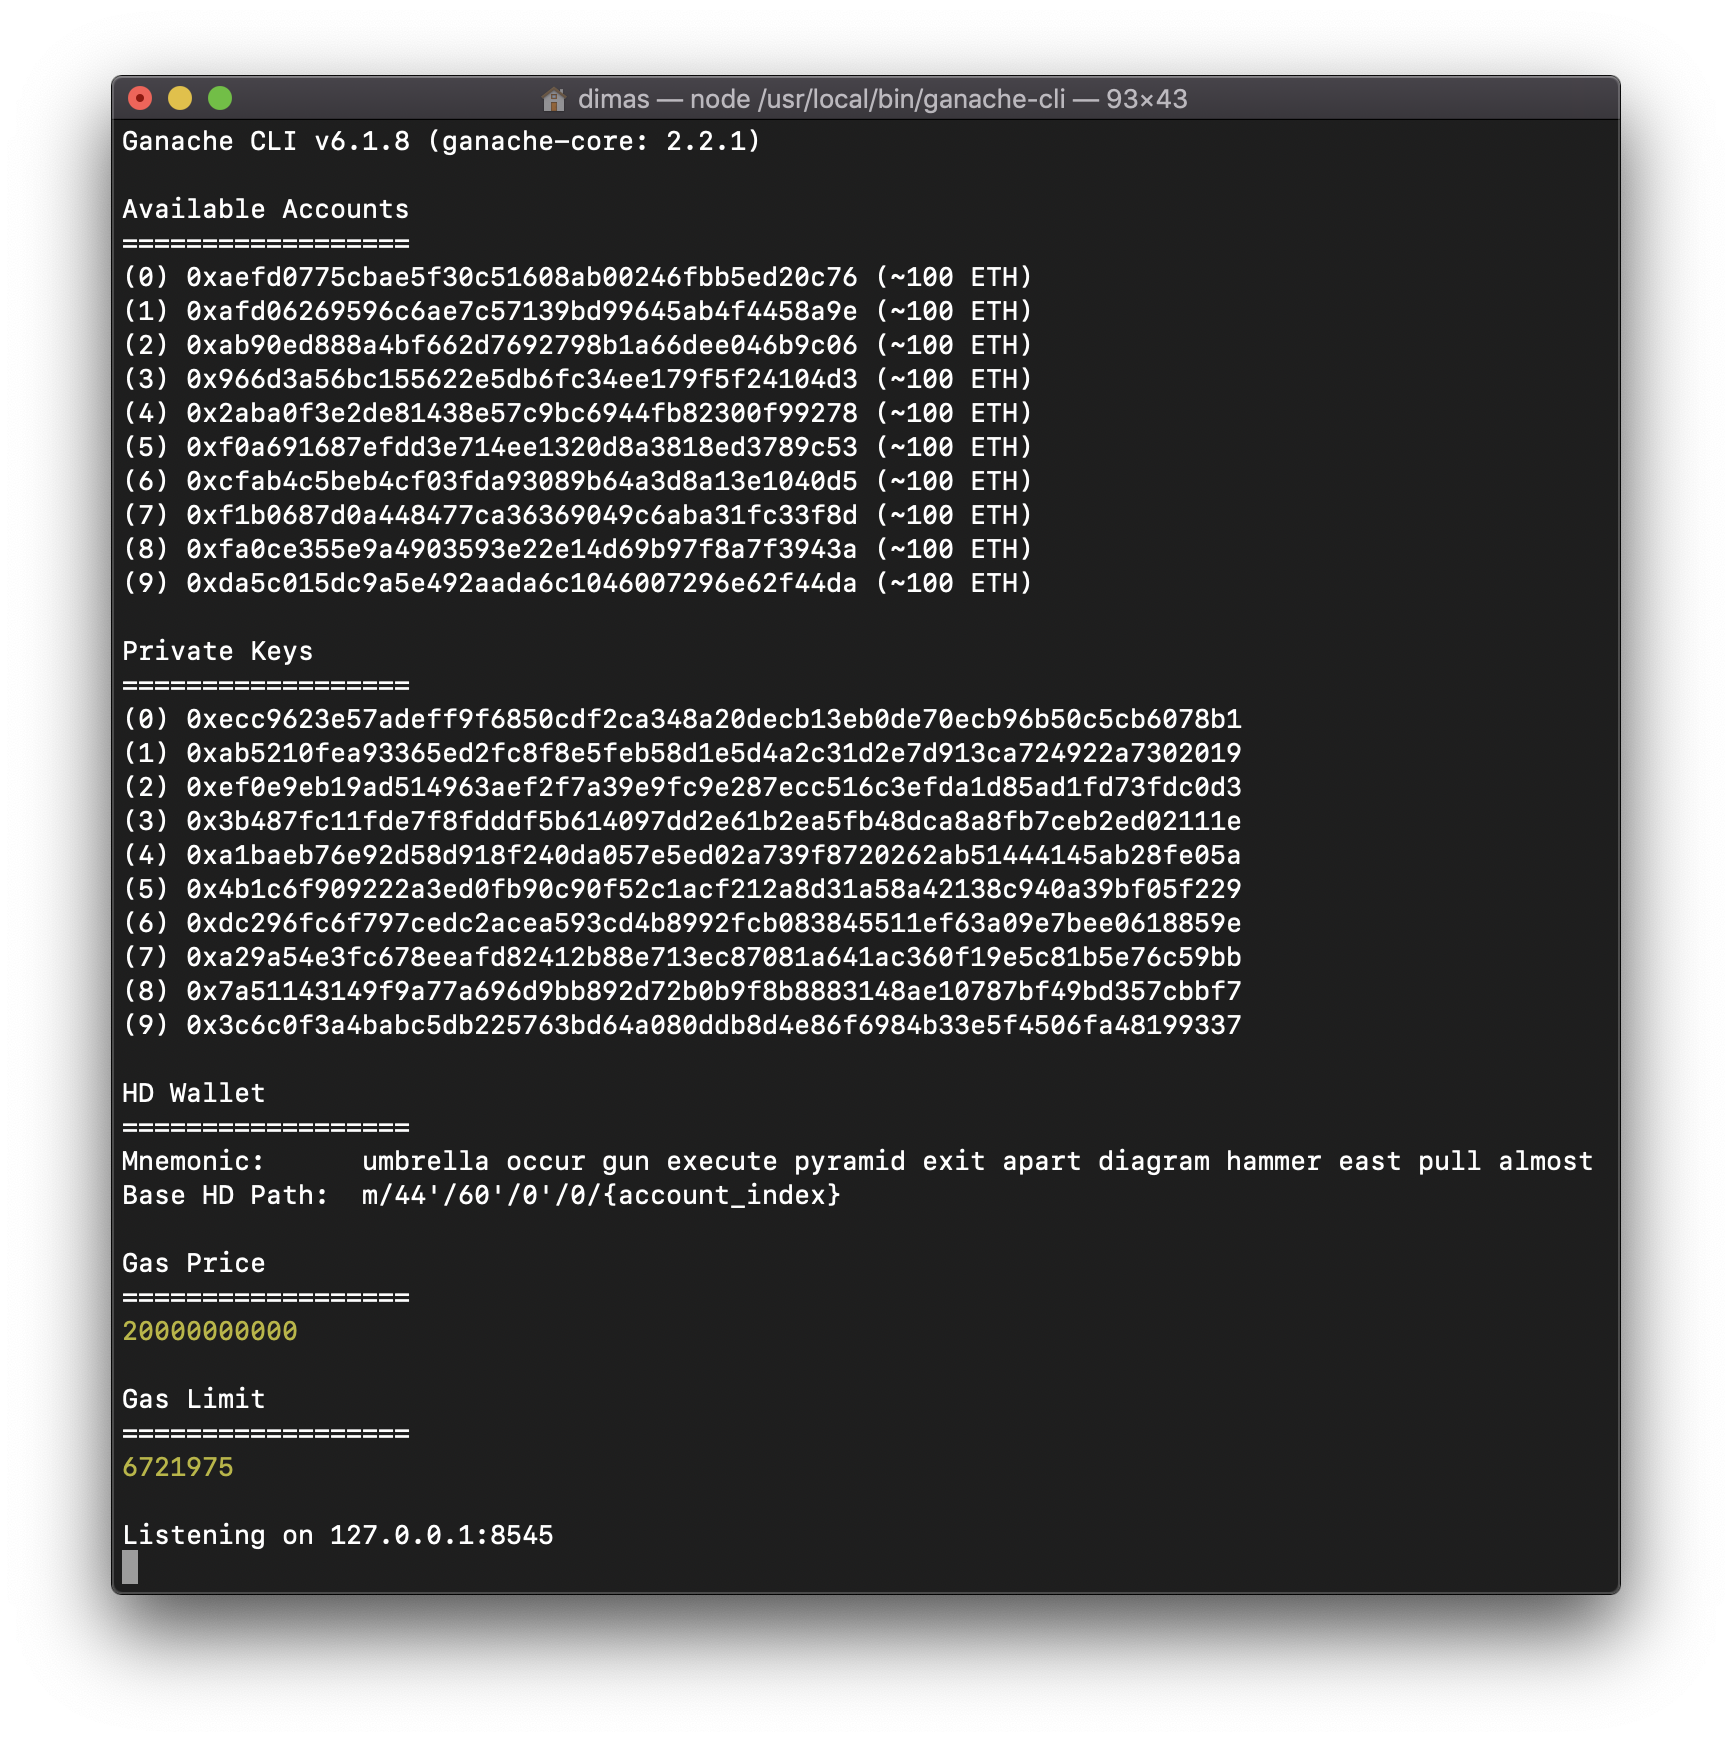 dimas — node /usr/local/bin/ganache-cli — 93×43
Ganache CLI v6.1.8 (ganache-core: 2.2.1)
Available Accounts
==================
(0) 0xaefd0775cbae5f30c51608ab00246fbb5ed20c76 (~100 ETH)
(1) 0xafd06269596c6ae7c57139bd99645ab4f4458a9e (~100 ETH)
(2) 0xab90ed888a4bf662d7692798b1a66dee046b9c06 (~100 ETH)
(3) 0x966d3a56bc155622e5db6fc34ee179f5f24104d3 (~100 ETH)
(4) 0x2aba0f3e2de81438e57c9bc6944fb82300f99278 (~100 ETH)
(5) 0xf0a691687efdd3e714ee1320d8a3818ed3789c53 (~100 ETH)
(6) 0xcfab4c5beb4cf03fda93089b64a3d8a13e1040d5 (~100 ETH)
(7) 0xf1b0687d0a448477ca36369049c6aba31fc33f8d (~100 ETH)
(8) 0xfa0ce355e9a4903593e22e14d69b97f8a7f3943a (~100 ETH)
(9) 0xda5c015dc9a5e492aada6c1046007296e62f44da (~100 ETH)
Private Keys
==================
(0) 0xecc9623e57adeff9f6850cdf2ca348a20decb13eb0de70ecb96b50c5cb6078b1
(1) 0xab5210fea93365ed2fc8f8e5feb58d1e5d4a2c31d2e7d913ca724922a7302019
(2) 0xef0e9eb19ad514963aef2f7a39e9fc9e287ecc516c3efda1d85ad1fd73fdc0d3
(3) 0x3b487fc11fde7f8fdddf5b614097dd2e61b2ea5fb48dca8a8fb7ceb2ed02111e
(4) 0xa1baeb76e92d58d918f240da057e5ed02a739f8720262ab51444145ab28fe05a
(5) 0x4b1c6f909222a3ed0fb90c90f52c1acf212a8d31a58a42138c940a39bf05f229
(6) 0xdc296fc6f797cedc2acea593cd4b8992fcb083845511ef63a09e7bee0618859e
(7) 0xa29a54e3fc678eeafd82412b88e713ec87081a641ac360f19e5c81b5e76c59bb
(8) 0x7a51143149f9a77a696d9bb892d72b0b9f8b8883148ae10787bf49bd357cbbf7
(9) 0x3c6c0f3a4babc5db225763bd64a080ddb8d4e86f6984b33e5f4506fa48199337
HD Wallet
==================
Mnemonic:      umbrella occur gun execute pyramid exit apart diagram hammer east pull almost
Base HD Path:  m/44'/60'/0'/0/{account_index}
Gas Price
==================
20000000000
Gas Limit
==================
6721975
Listening on 127.0.0.1:8545